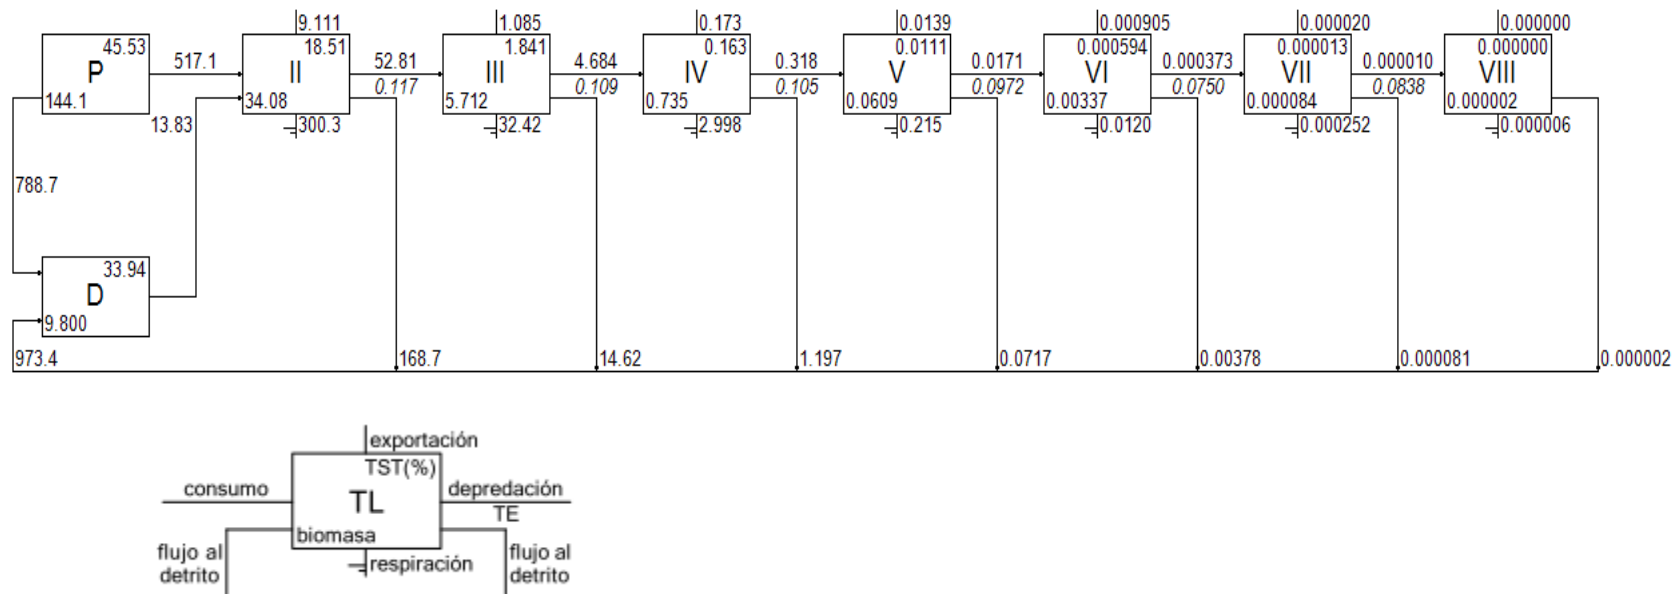 9.111 1.085 0.173 0.0139 0.000905 0.000020 0.000000
45.53 18.51 1.841 0.163 0.0111 0.000594 0.000013 0.000000
P 517.1 II 52.81 III 4.684 IV 0.318 V 0.0171 VI 0.000373 VII 0.000010 VIII
0.117 0.109 0.105 0.0972 0.0750 0.0838
144.1 34.08 5.712 0.735 0.0609 0.00337 0.000084 0.000002
13.83 300.3 32.42 2.998 0.215 0.0120 0.000252 0.000006
788.7
33.94
D
9.800
973.4 168.7 14.62 1.197 0.0717 0.00378 0.000081 0.000002
exportación
TST(%)
consumo TL depredación
TE
biomasa
flujo al respiración flujo al
detrito detrito